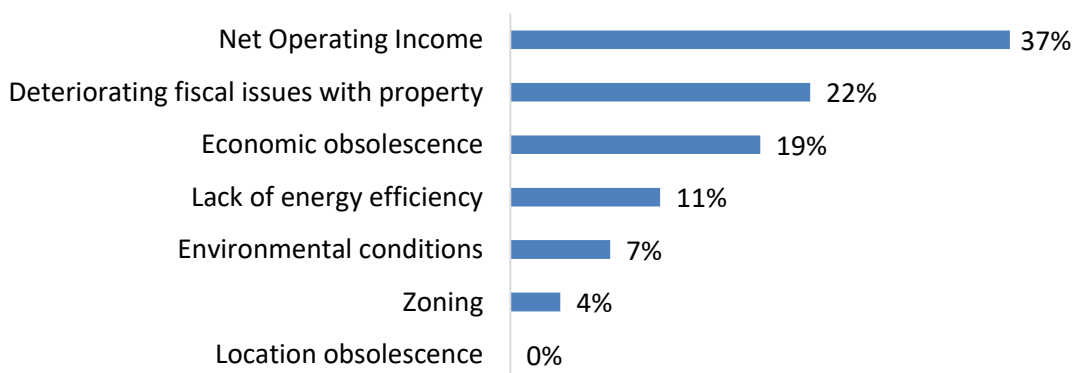 Net Operating Income 37%
Deteriorating fiscal issues with property 22%
Economic obsolescence 19%
Lack of energy efficiency 11%
Environmental conditions 7%
Zoning 4%
Location obsolescence 0%